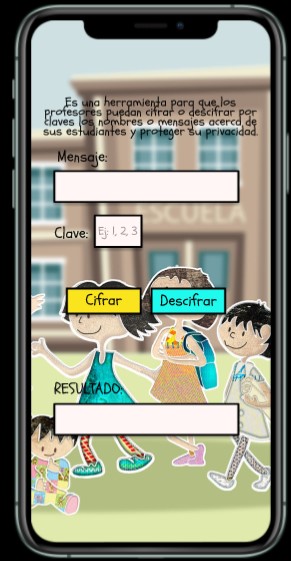 Es una herramienta para que los
profesores puedan cifrar o descifrar por
claves los nombres o mensajes acerca de
sus estudiantes y proteger su privacidad.
Mensaje:
ESCUELA
Clave: Ej: 1, 2, 3
Cifrar Descifrar
RESULTADO: